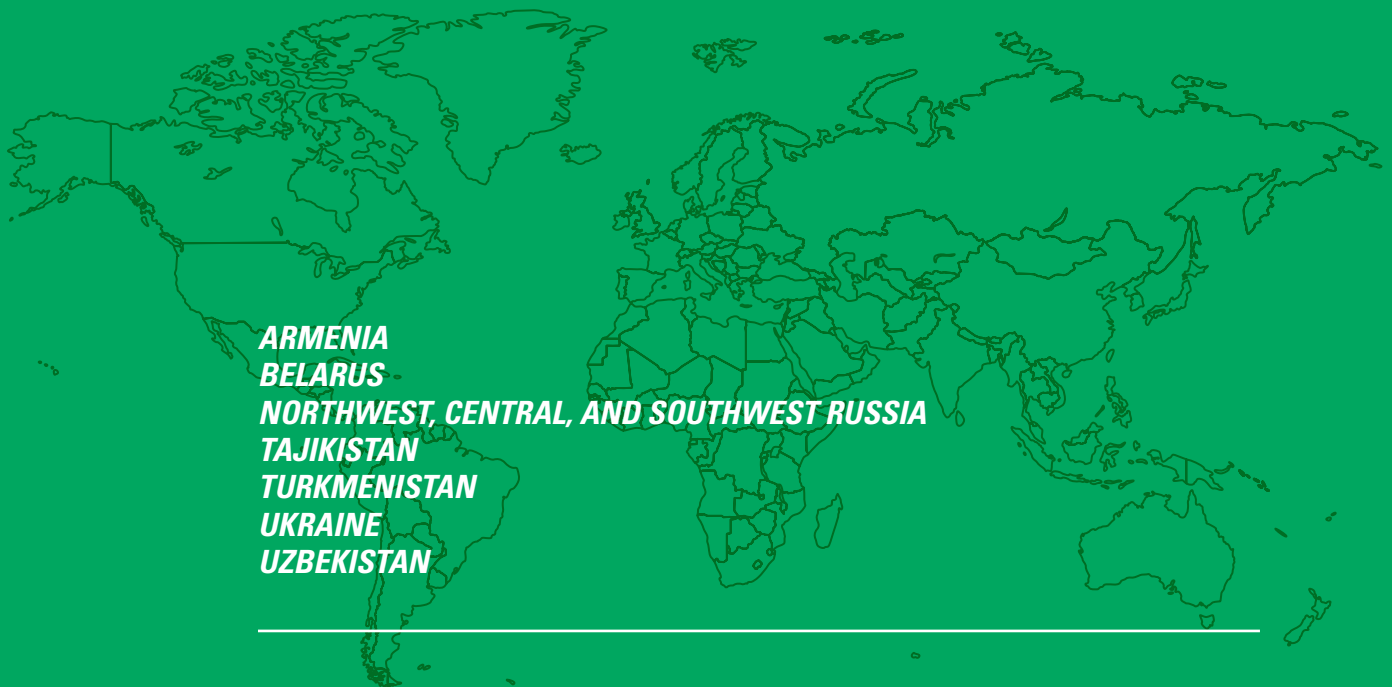 ARMENIA
BELARUS
NORTHWEST, CENTRAL, AND SOUTHWEST RUSSIA
TAJIKISTAN
TURKMENISTAN
UKRAINE
UZBEKISTAN